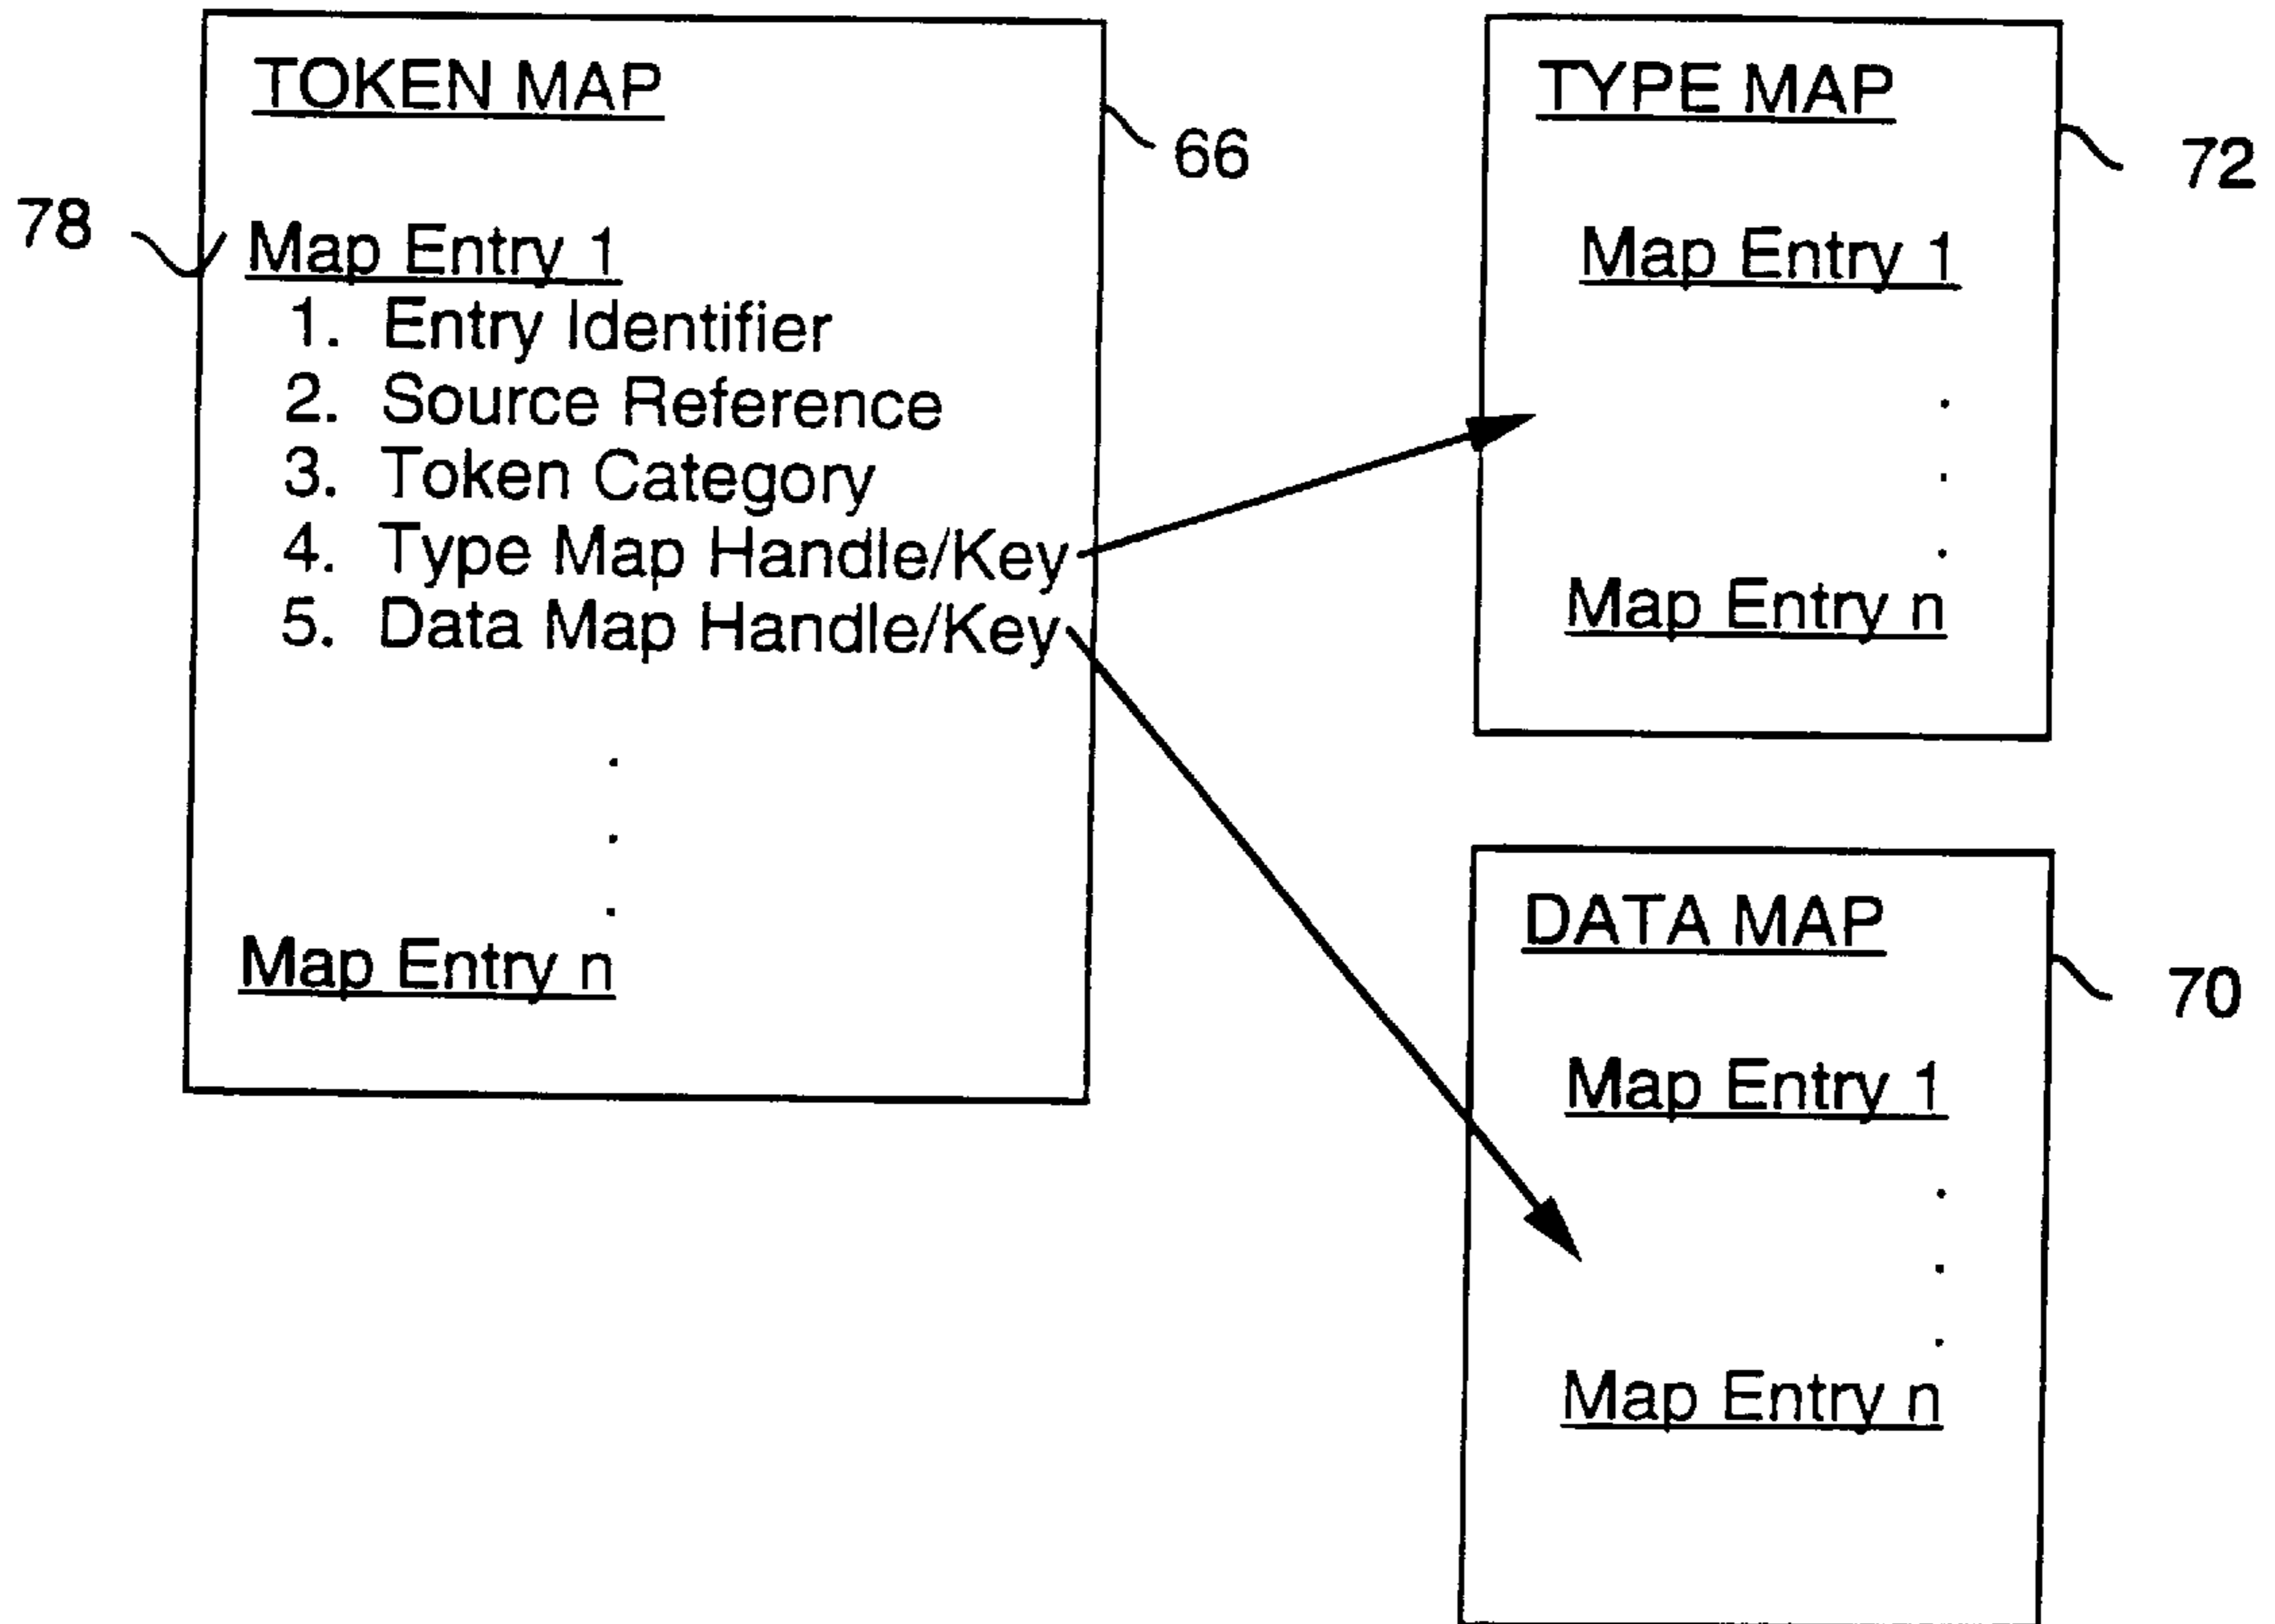 TOKEN MAP
66
78
Map Entry 1
1. Entry Identifier
2. Source Reference
3. Token Category
4. Type Map Handle/Key
5. Data Map Handle/Key
.
.
.
Map Entry n
TYPE MAP
72
Map Entry 1
.
.
.
Map Entry n
DATA MAP
70
Map Entry 1
.
.
.
Map Entry n